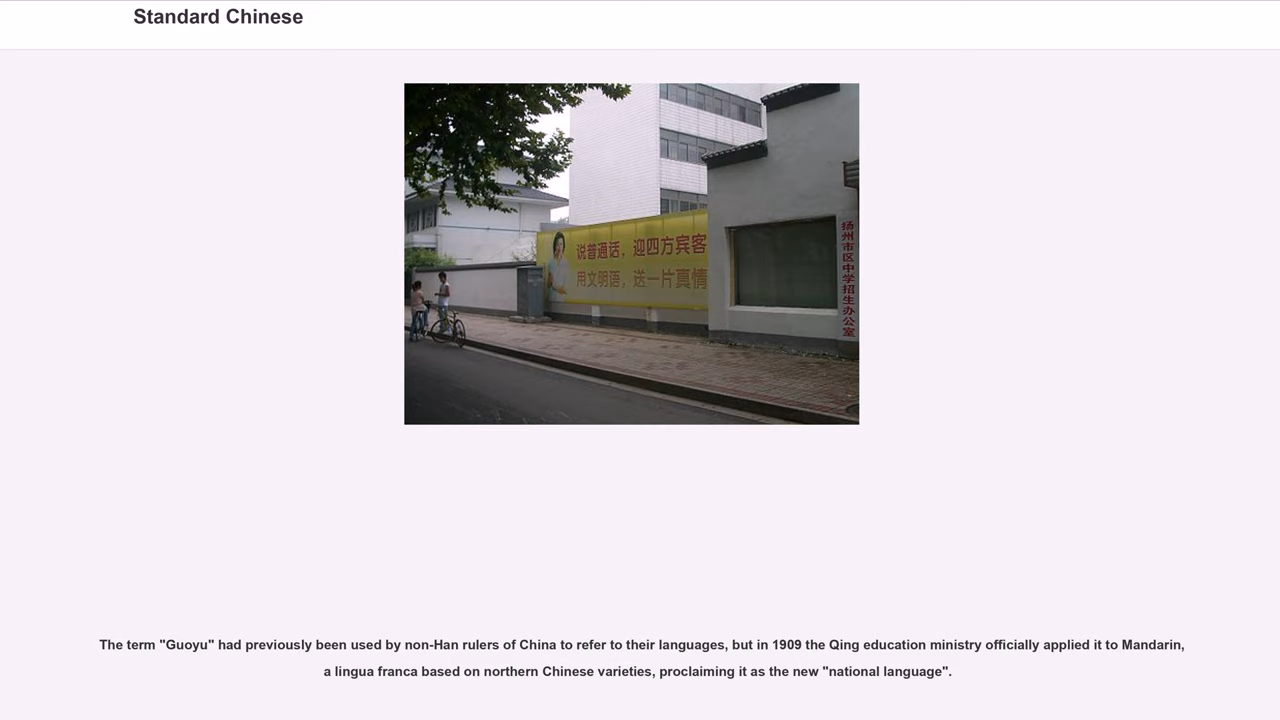 Standard Chinese
说普通话，迎四方宾客
用文明语，送一片真情
扬州市区中学招生办公室
The term "Guoyu" had previously been used by non-Han rulers of China to refer to their languages, but in 1909 the Qing education ministry officially applied it to Mandarin,
a lingua franca based on northern Chinese varieties, proclaiming it as the new "national language".